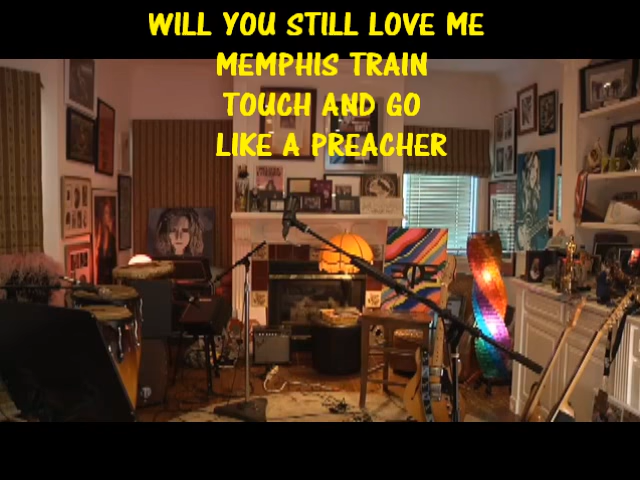 WILL YOU STILL LOVE ME
MEMPHIS TRAIN
TOUCH AND GO
LIKE A PREACHER